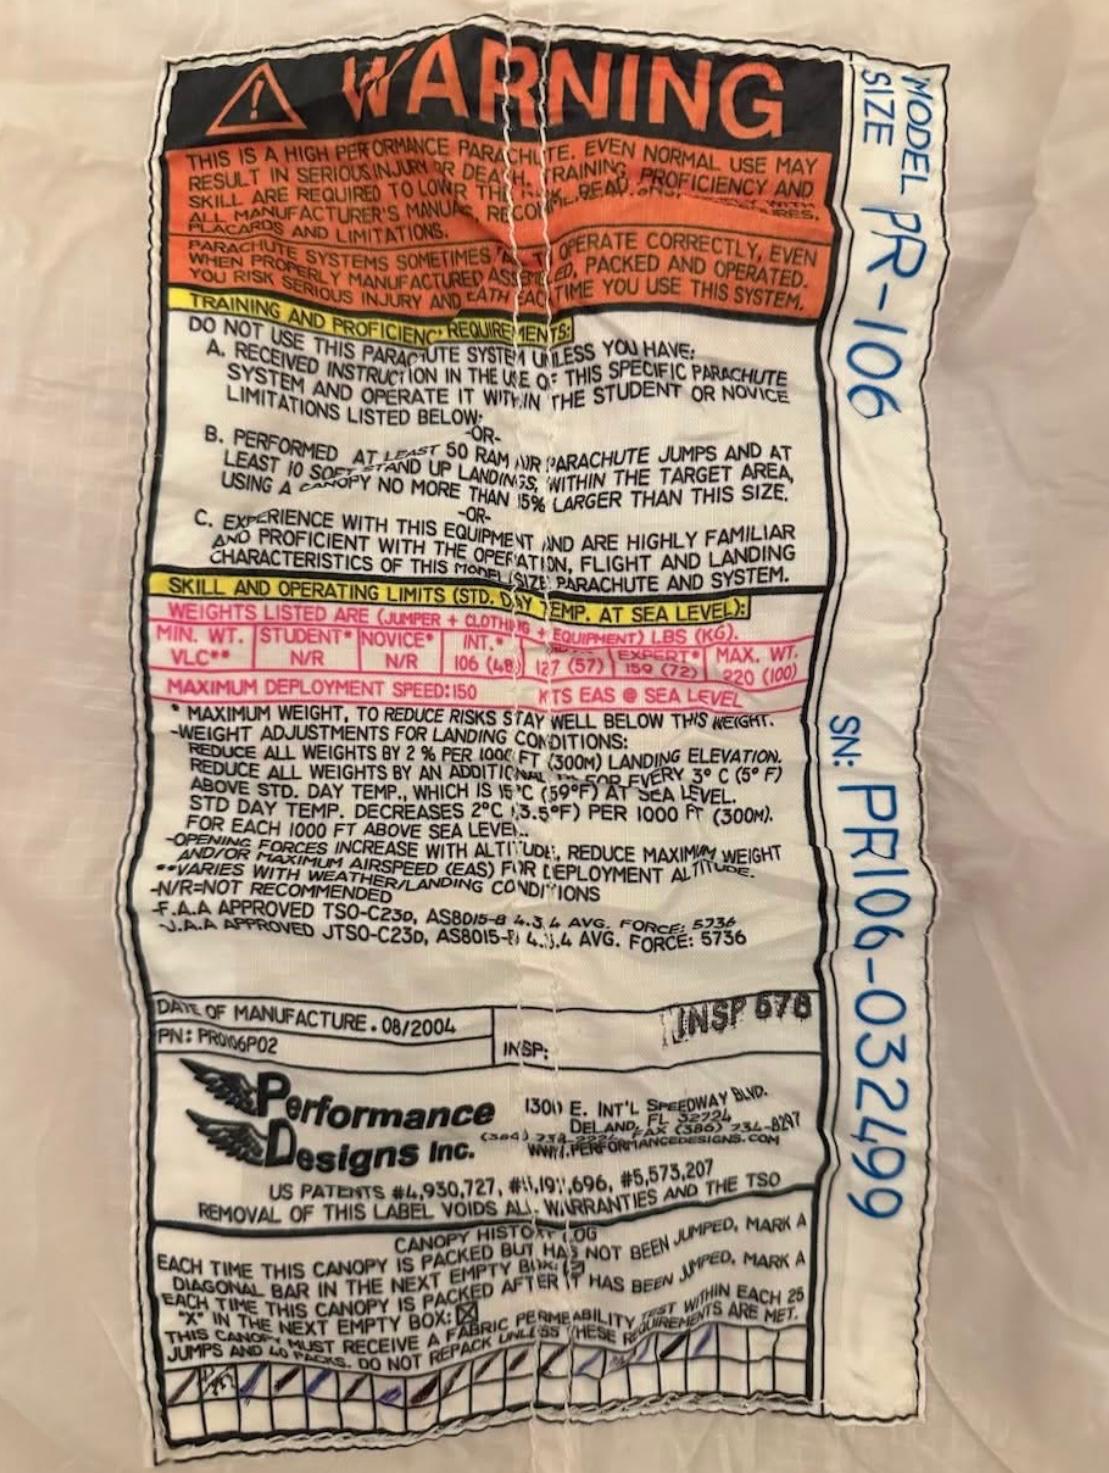 WARNING
THIS IS A HIGH PERFORMANCE PARACHUTE. EVEN NORMAL USE MAY
RESULT IN SERIOUS INJURY OR DEATH. TRAINING, PROFICIENCY AND
SKILL ARE REQUIRED TO LOWER THE READ
ALL MANUFACTURER'S MANUAS,
PLACARDS AND LIMITATIONS.
PARACHUTE SYSTEMS SOMETIMES OPERATE CORRECTLY, EVEN
WHEN PROPERLY MANUFACTURED PACKED AND OPERATED.
YOU RISK SERIOUS INJURY AND EATH EAC TIME YOU USE THIS SYSTEM.
TRAINING AND PROFICIENC REQUIREMENTS:
DO NOT USE THIS PARACHUTE SYSTEM UNLESS YOU HAVE:
A. RECEIVED INSTRUCTION IN THE USE OF THIS SPECIFIC PARACHUTE
SYSTEM AND OPERATE IT WITHIN THE STUDENT OR NOVICE
LIMITATIONS LISTED BELOW;
-OR-
B. PERFORMED AT LEAST 50 RAM AIR PARACHUTE JUMPS AND AT
LEAST 10 SOFT STAND UP LANDINGS, WITHIN THE TARGET AREA,
USING A CANOPY NO MORE THAN 15% LARGER THAN THIS SIZE.
-OR-
C. EXPERIENCE WITH THIS EQUIPMENT AND ARE HIGHLY FAMILIAR
AND PROFICIENT WITH THE OPERATION, FLIGHT AND LANDING
CHARACTERISTICS OF THIS MODEL (SIZE) PARACHUTE AND SYSTEM.
SKILL AND OPERATING LIMITS (STD. DAY TEMP. AT SEA LEVEL):
WEIGHTS LISTED ARE (JUMPER + CLOTHING + EQUIPMENT) LBS (KG).
MIN. WT. STUDENT* NOVICE* INT.* EXPERT* MAX. WT.
VLC** N/R N/R 106 (48) 127 (57) 159 (72) 220 (100)
MAXIMUM DEPLOYMENT SPEED:150 KTS EAS @ SEA LEVEL
* MAXIMUM WEIGHT, TO REDUCE RISKS STAY WELL BELOW THIS WEIGHT.
-WEIGHT ADJUSTMENTS FOR LANDING CONDITIONS:
REDUCE ALL WEIGHTS BY 2 % PER 1000 FT (300M) LANDING ELEVATION.
REDUCE ALL WEIGHTS BY AN ADDITIONAL FOR EVERY 3° C (5° F)
ABOVE STD. DAY TEMP., WHICH IS 15°C (59°F) AT SEA LEVEL.
STD DAY TEMP. DECREASES 2°C (3.5°F) PER 1000 FT (300M).
FOR EACH 1000 FT ABOVE SEA LEVEL.
-OPENING FORCES INCREASE WITH ALTITUDE, REDUCE MAXIMUM WEIGHT
AND/OR MAXIMUM AIRSPEED (EAS) FOR DEPLOYMENT ALTITUDE.
**VARIES WITH WEATHER/LANDING CONDITIONS
-N/R=NOT RECOMMENDED
-F.A.A APPROVED TSO-C23D, AS8015-B 4.3.4 AVG. FORCE: 5736
-J.A.A APPROVED JTSO-C23D, AS8015-B 4.3.4 AVG. FORCE: 5736
DATE OF MANUFACTURE. 08/2004
PN: PR0106P02
INSP:
INSP 678
Performance
Designs Inc.
1300 E. INT'L SPEEDWAY BLVD.
DELAND, FL 32724
FAX (386) 734-8297
WWW.PERFORMANCEDESIGNS.COM
US PATENTS #4,930,727, #5,573,207
REMOVAL OF THIS LABEL VOIDS ALL WARRANTIES AND THE TSO
CANOPY HISTORY LOG
EACH TIME THIS CANOPY IS PACKED BUT HAS NOT BEEN JUMPED, MARK A
DIAGONAL BAR IN THE NEXT EMPTY BOX:
EACH TIME THIS CANOPY IS PACKED AFTER IT HAS BEEN JUMPED, MARK A
"X" IN THE NEXT EMPTY BOX:
THIS CANOPY MUST RECEIVE A FABRIC PERMEABILITY TEST WITHIN EACH 25
JUMPS AND 40 PACKS. DO NOT REPACK UNLESS THESE REQUIREMENTS ARE MET.
MODEL PR-106
SIZE
SN: PR106-032499